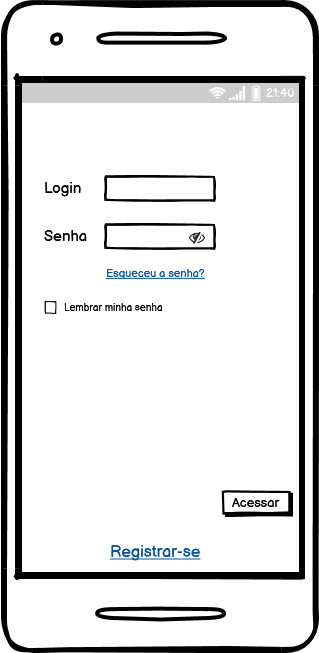 21:40
Login
Senha
Esqueceu a senha?
Lembrar minha senha
Acessar
Registrar-se